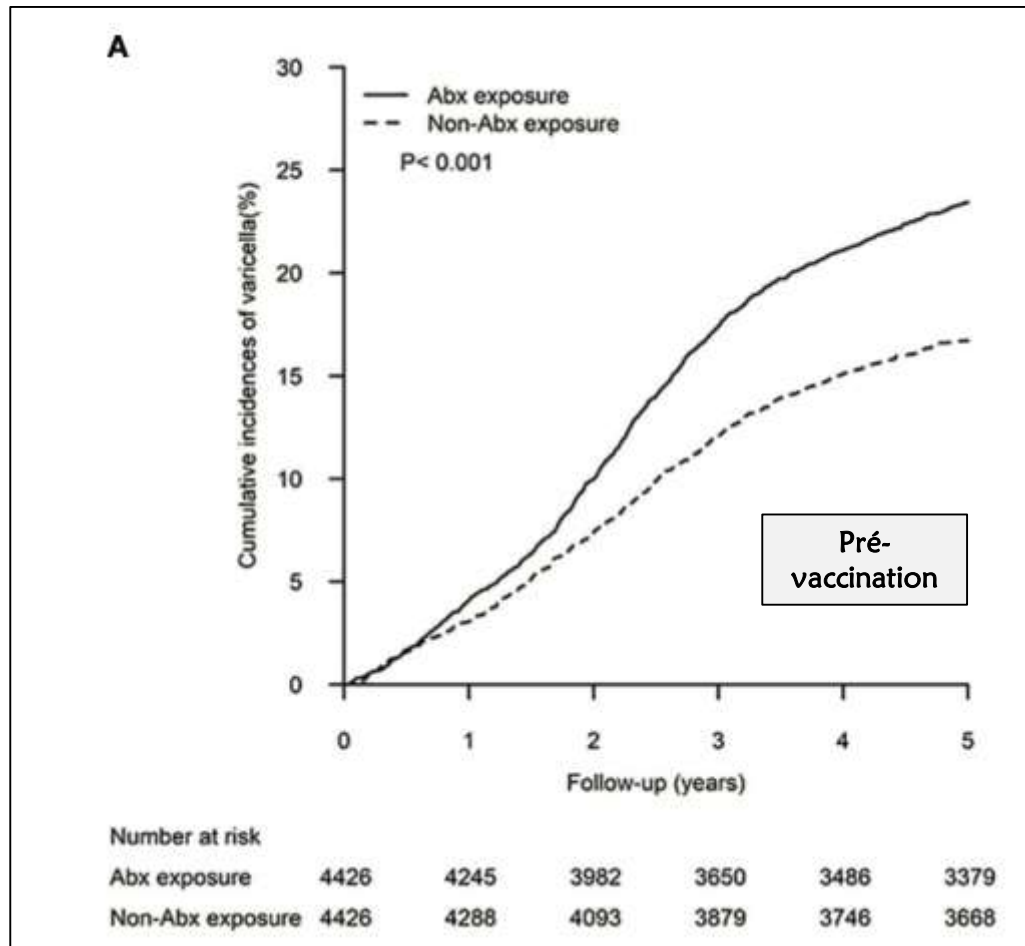 A
30
25
20
15
10
5
0
Cumulative incidences of varicella(%)
Abx exposure
Non-Abx exposure
P< 0.001
Pré-
vaccination
0 1 2 3 4 5
Follow-up (years)
Number at risk
Abx exposure 4426 4245 3982 3650 3486 3379
Non-Abx exposure 4426 4288 4093 3879 3746 3668